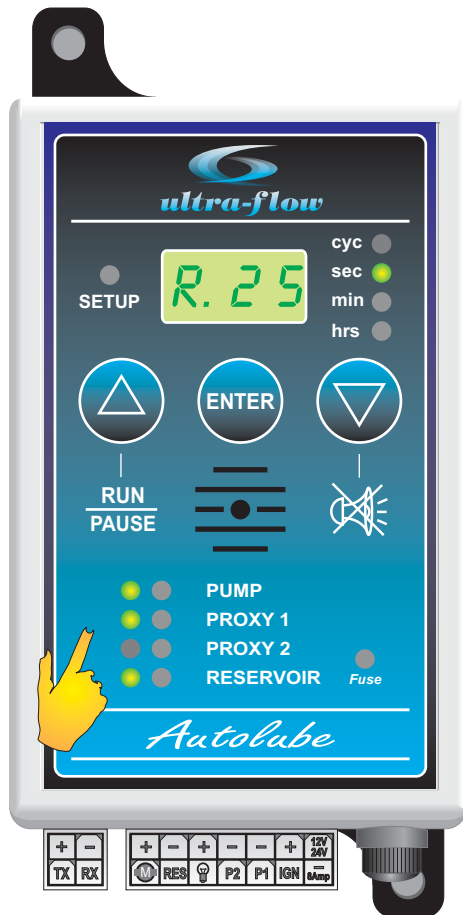 ultra-flow
cyc
R. 25
sec
SETUP
min
hrs
ENTER
RUN
PAUSE
PUMP
PROXY 1
PROXY 2
RESERVOIR
Fuse
Autolube
+ - + - + - - + 12V
24V
TX RX M RES P2 P1 IGN 8Amp